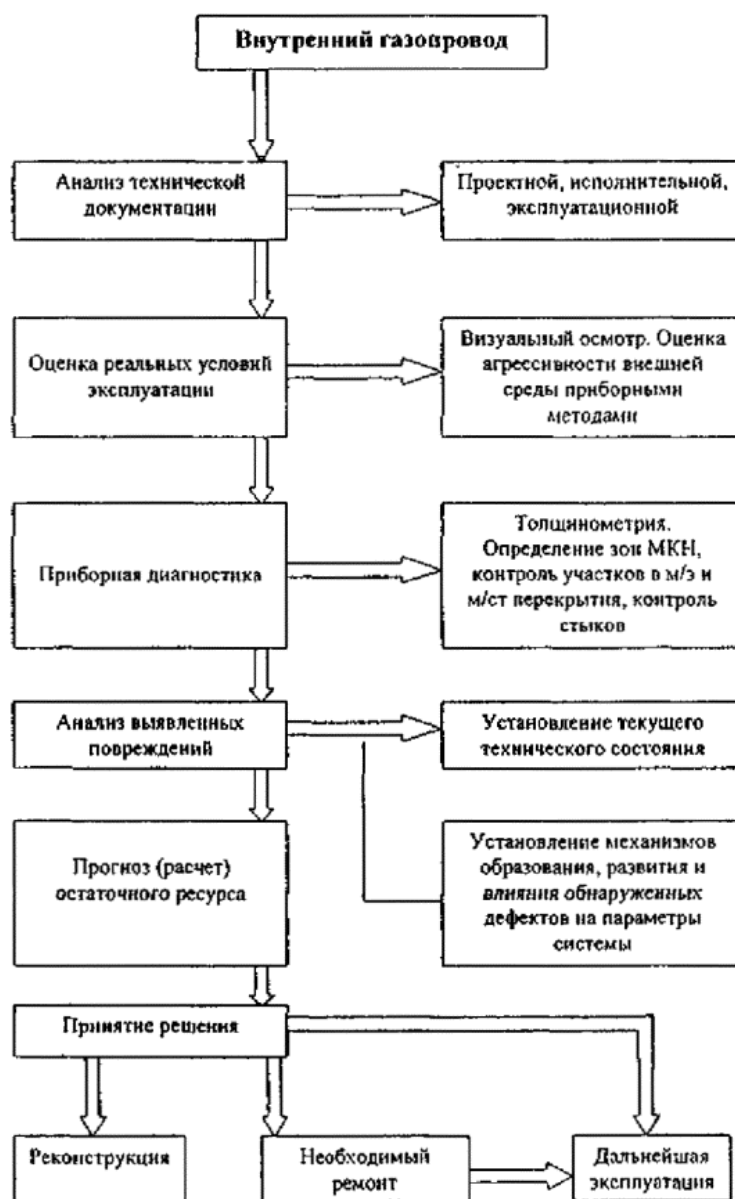 Внутренний газопровод
Анализ технической
документации
Проектной, исполнительной,
эксплуатационной
Оценка реальных условий
эксплуатации
Визуальный осмотр. Оценка
агрессивности внешней
среды приборными
методами
Приборная диагностика
Толщинометрия.
Определение зон МКН,
контроль участков в м/э и
м/ст перекрытия, контроль
стыков
Анализ выявленных
повреждений
Установление текущего
технического состояния
Прогноз (расчет)
остаточного ресурса
Установление механизмов
образования, развития и
влияния обнаруженных
дефектов на параметры
системы
Принятие решения
Реконструкция
Необходимый
ремонт
Дальнейшая
эксплуатация